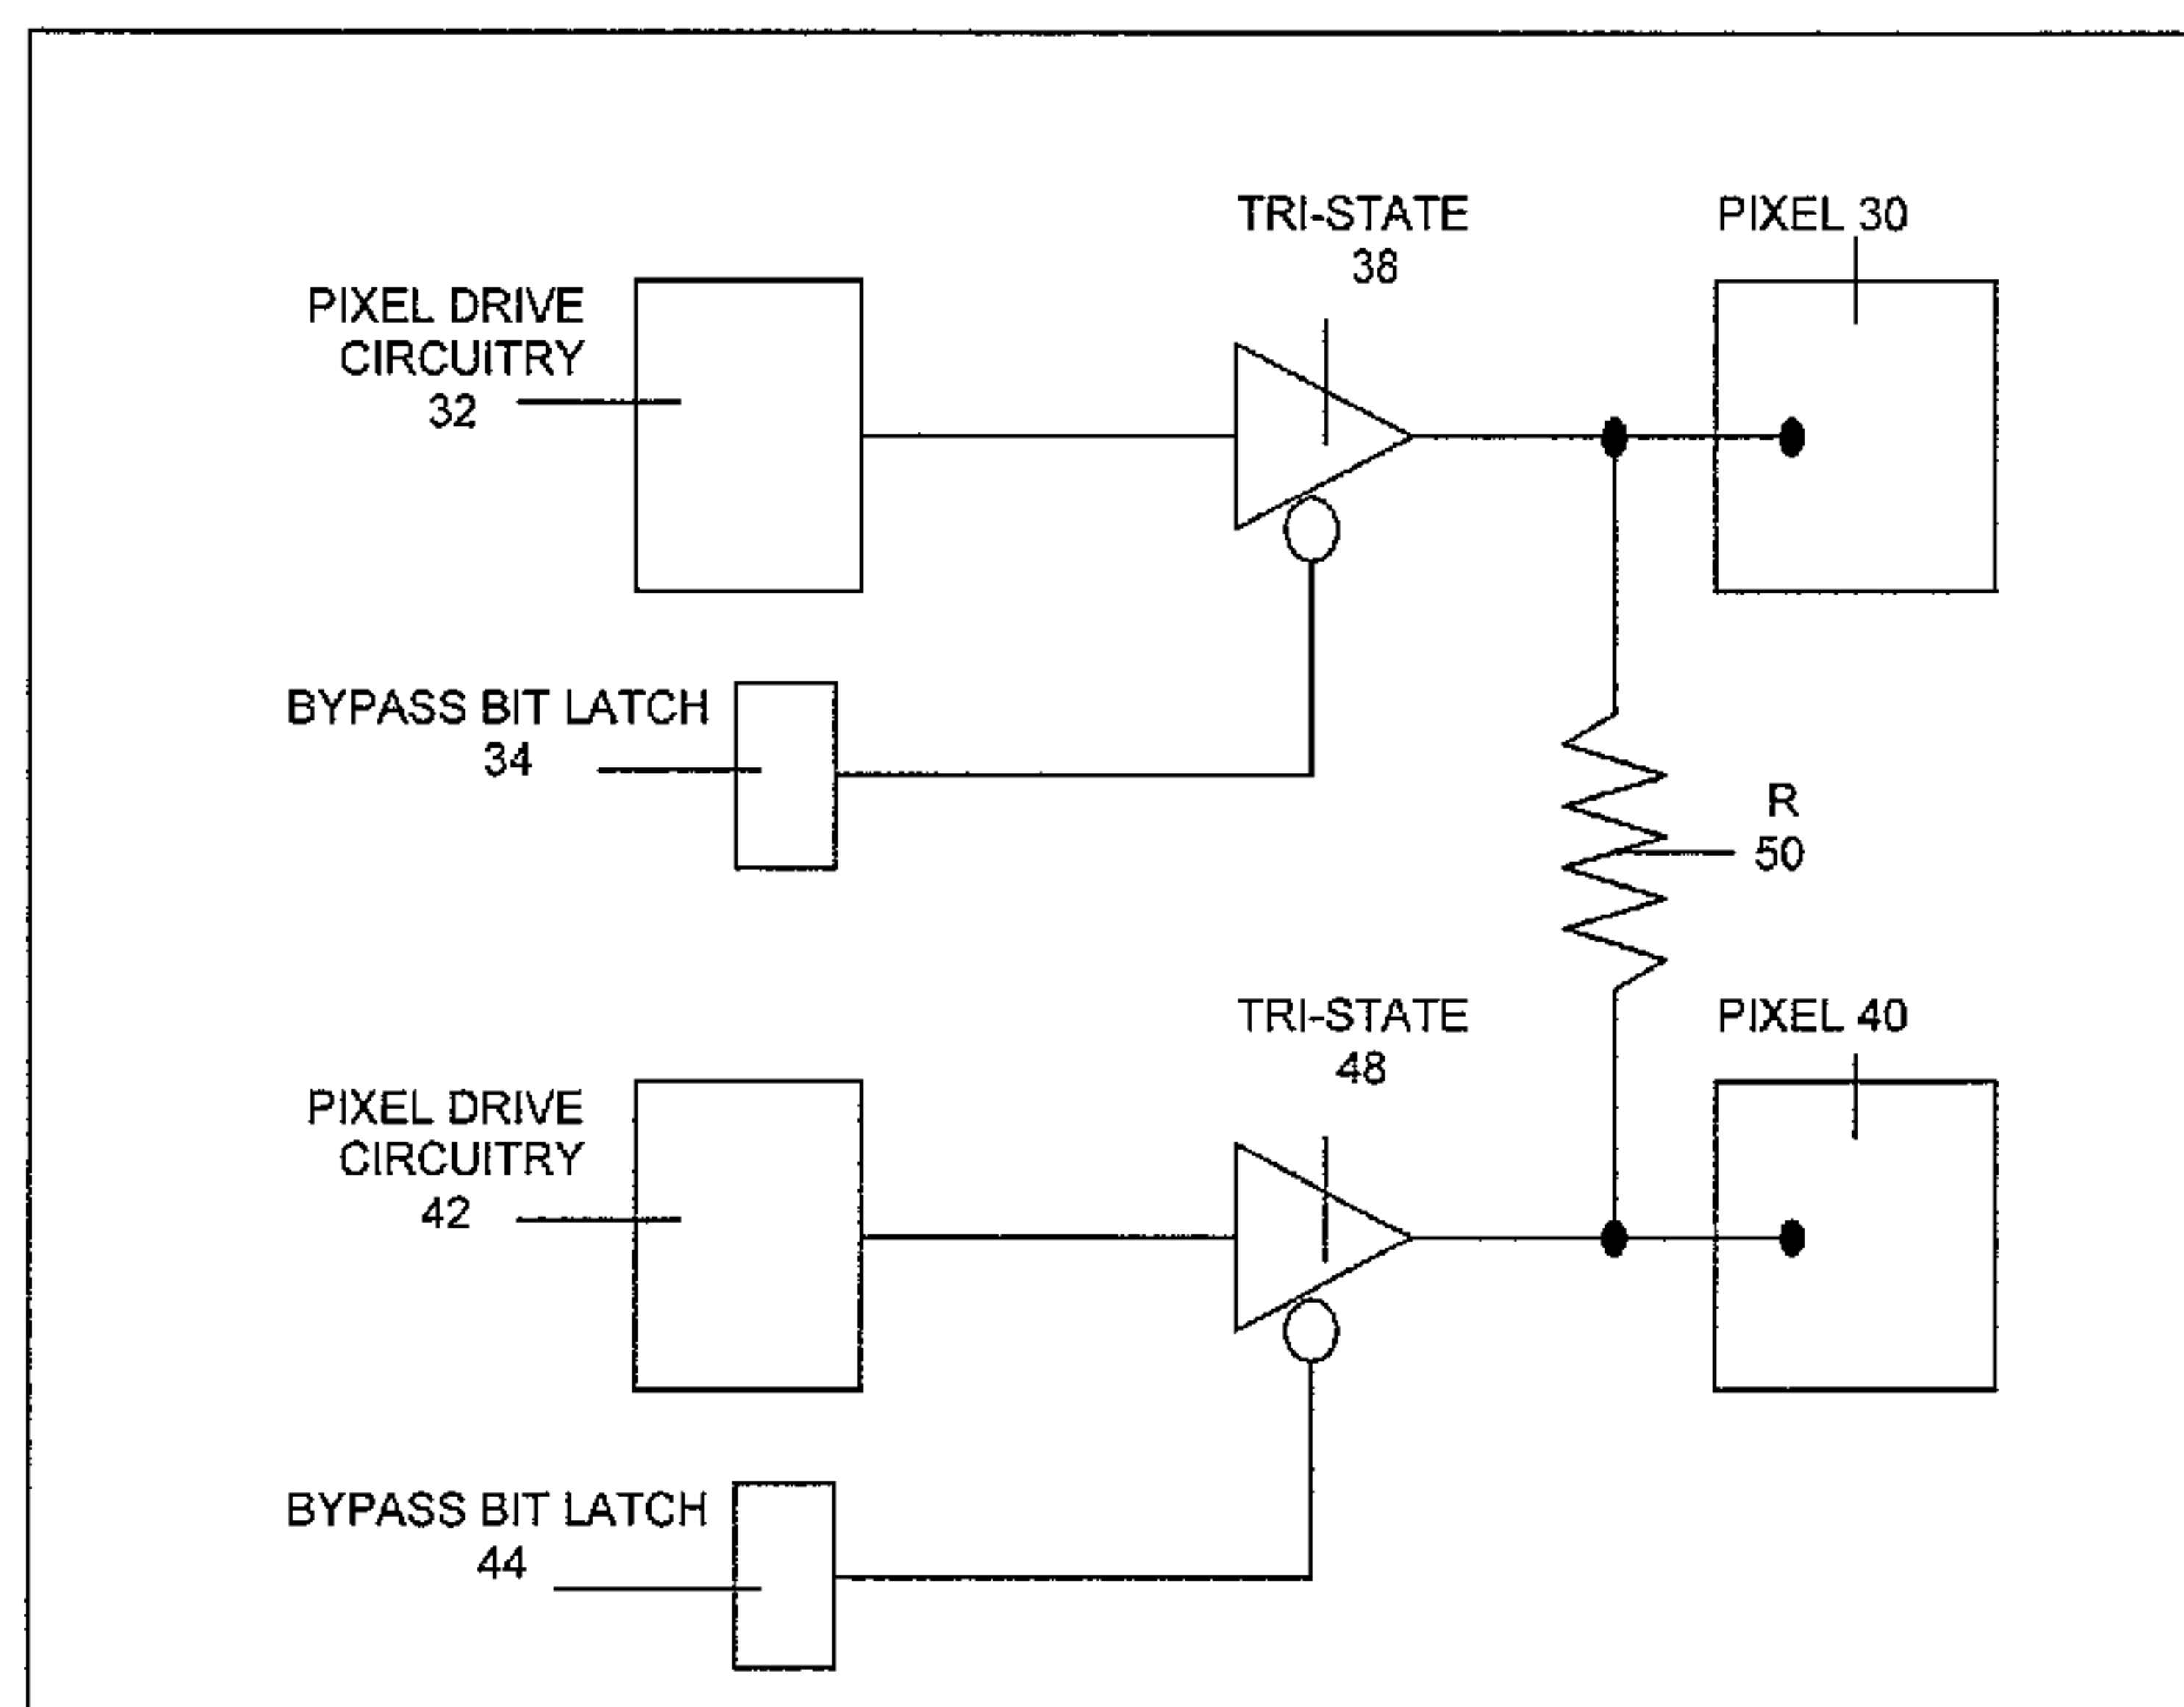 TRI-STATE
38
PIXEL 30
PIXEL DRIVE
CIRCUITRY
32
BYPASS BIT LATCH
34
R
50
TRI-STATE
48
PIXEL 40
PIXEL DRIVE
CIRCUITRY
42
BYPASS BIT LATCH
44